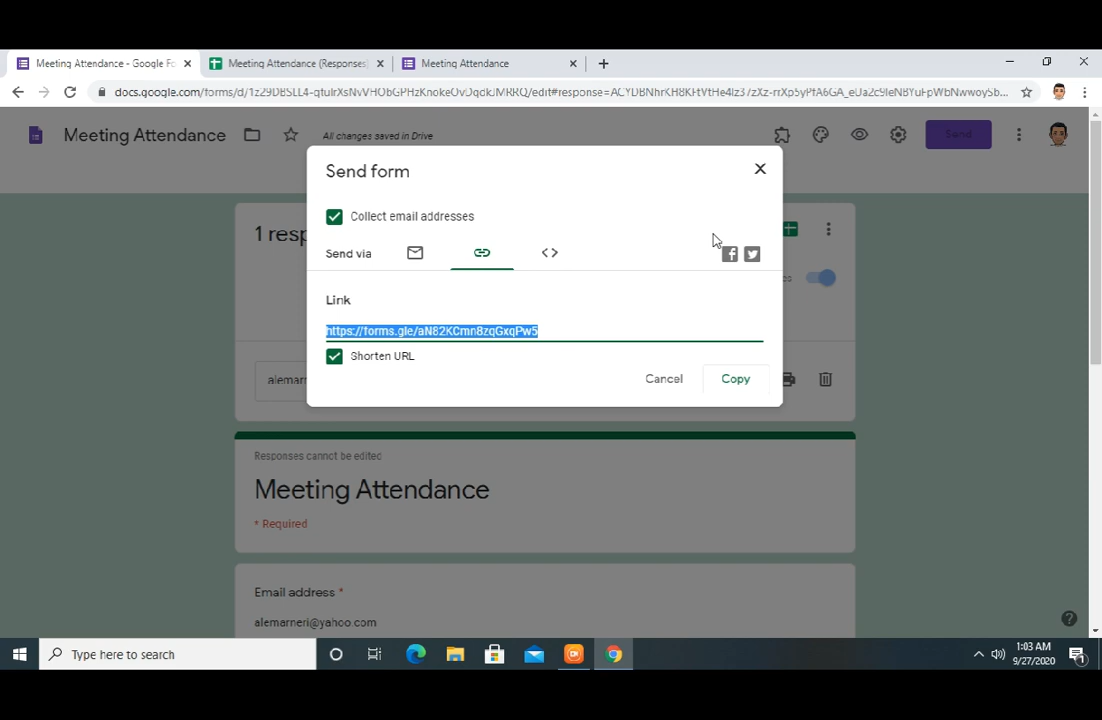 Meeting Attendance - Google Fo
Meeting Attendance (Responses)
Meeting Attendance
Meeting Attendance
All changes saved in Drive
Send
Send form
Collect email addresses
1 resp
Send via
Link
https://forms.gle/aN82KCmn8zqGxqPw5
Shorten URL
alemarn
Cancel
Copy
Responses cannot be edited
Meeting Attendance
* Required
Email address *
alemarneri@yahoo.com
Type here to search
1:03 AM
9/27/2020